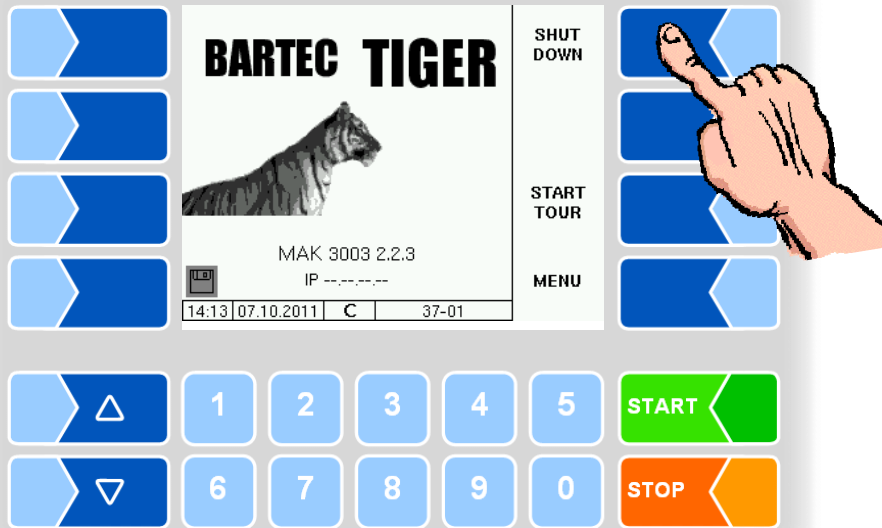 BARTEC TIGER
SHUT
DOWN
START
TOUR
MAK 3003 2.2.3
IP --.--.--.--
MENU
14:13 07.10.2011 C 37-01
1 2 3 4 5 START
6 7 8 9 0 STOP